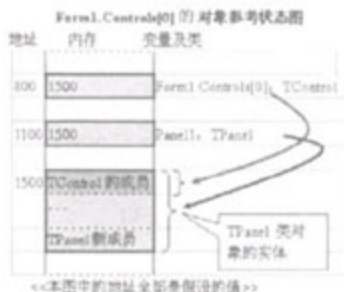 Form1.Controls[0] 的 对象参考状态图
地址 内存 变量及类
800 1500 Form1.Controls[0]：TControl
1100 1500 Panel1：TPanel
1500 TControl 的成员
...
TPanel 新成员
TPanel 类对
象的实体
<<本图中的地址全部是假设的值>>